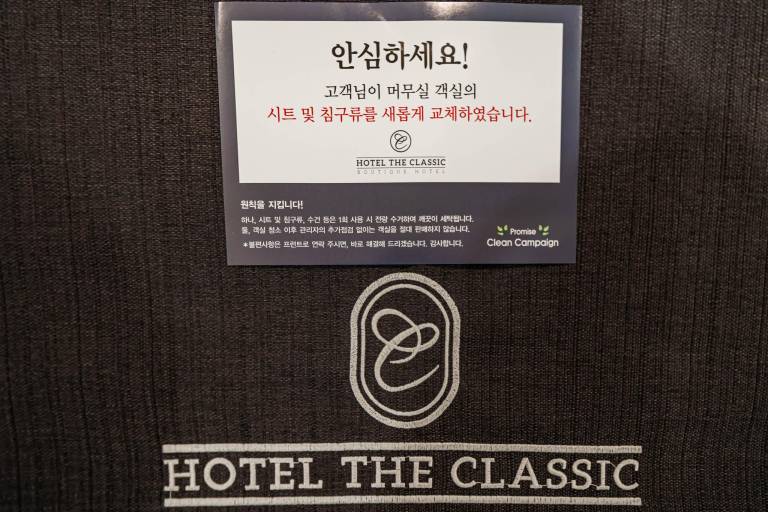 안심하세요!
고객님이 머무실 객실의
시트 및 침구류를 새롭게 교체하였습니다.
HOTEL THE CLASSIC
BOUTIQUE HOTEL
원칙을 지킵니다!
하나, 시트 및 침구류, 수건 등은 1회 사용 시 전량 수거하여 깨끗이 세탁됩니다.
둘, 객실 청소 이후 관리자의 추가점검 없이는 객실을 절대 판매하지 않습니다.
*불편사항은 프런트로 연락 주시면, 바로 해결해 드리겠습니다. 감사합니다.
Promise
Clean Campaign
HOTEL THE CLASSIC